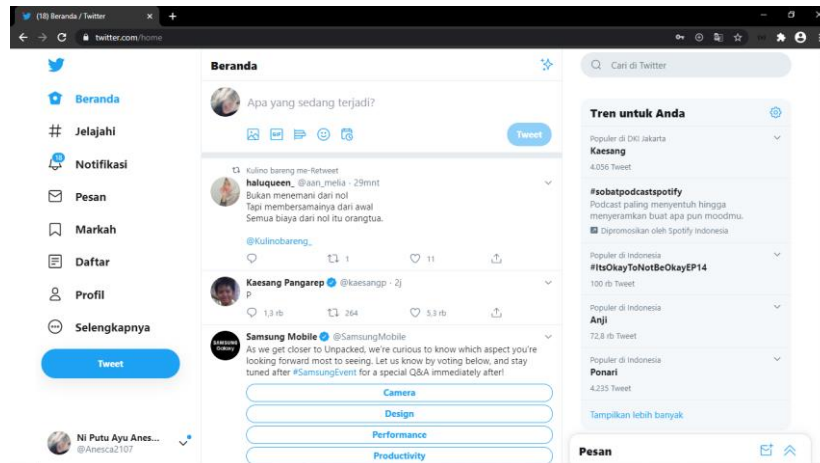 (18) Beranda / Twitter
twitter.com/home
Beranda
Jelajahi
18
Notifikasi
Pesan
Markah
Daftar
Profil
Selengkapnya
Tweet
Ni Putu Ayu Anes...
@Anesca2107
Beranda
Apa yang sedang terjadi?
GIF
Tweet
Kulino bareng me-Retweet
haluqueen_ @aan_melia · 29mnt
Bukan menemani dari nol
Tapi membersamainya dari awal
Semua biaya dari nol itu orangtua.
@Kulinobareng_
1
11
Kaesang Pangarep @kaesangp · 2j
P
1,3 rb
264
5,3 rb
SAMSUNG
Galaxy
Samsung Mobile @SamsungMobile
As we get closer to Unpacked, we're curious to know which aspect you're
looking forward most to seeing. Let us know by voting below, and stay
tuned after #SamsungEvent for a special Q&A immediately after!
Camera
Design
Performance
Productivity
Cari di Twitter
Tren untuk Anda
Populer di DKI Jakarta
Kaesang
4.056 Tweet
#sobatpodcastspotify
Podcast paling menyentuh hingga
menyeramkan buat apa pun moodmu.
Dipromosikan oleh Spotify Indonesia
Populer di Indonesia
#ItsOkayToNotBeOkayEP14
100 rb Tweet
Populer di Indonesia
Anji
72,8 rb Tweet
Populer di Indonesia
Ponari
4.235 Tweet
Tampilkan lebih banyak
Pesan